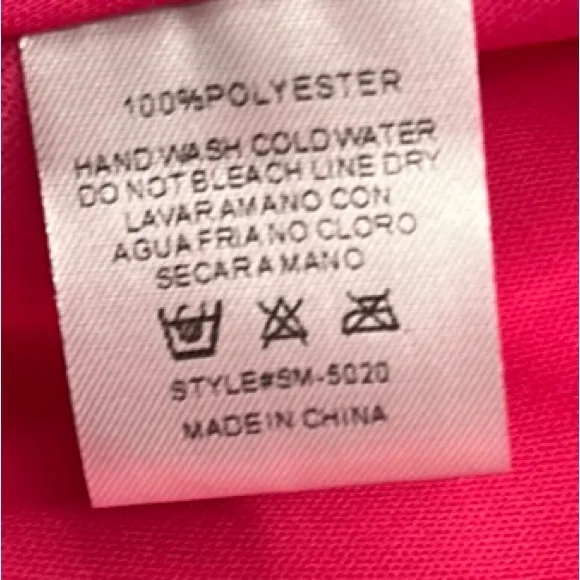 100%POLYESTER
HAND WASH COLD WATER
DO NOT BLEACH LINE DRY
LAVAR A MANO CON
AGUA FRIA NO CLORO
SECAR A MANO
STYLE#SM-5020
MADE IN CHINA